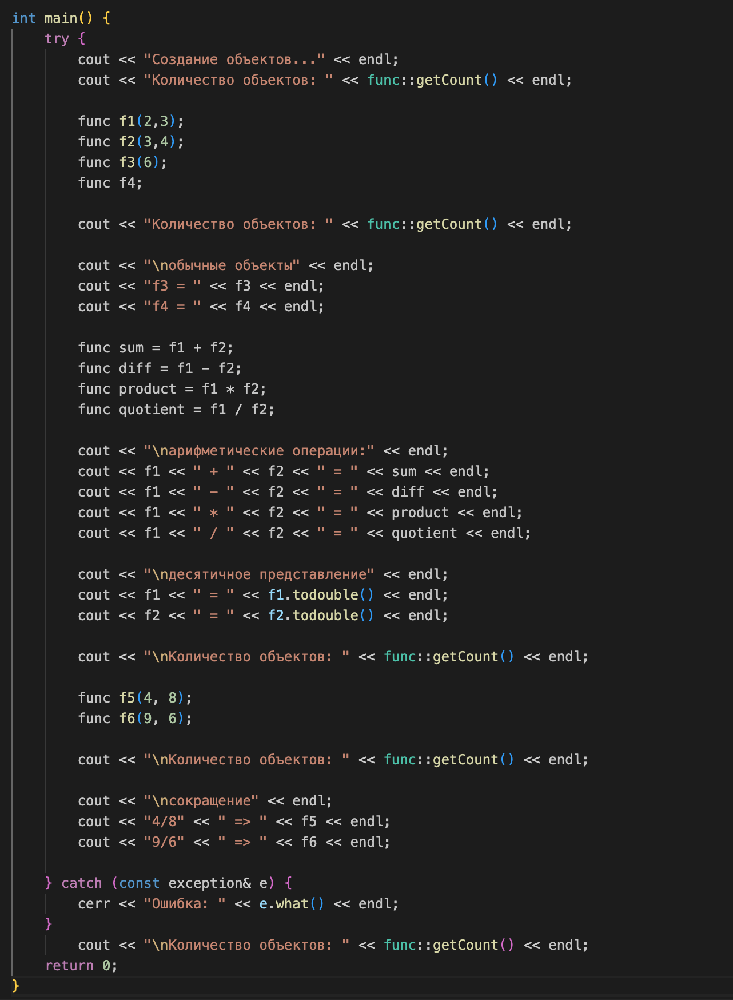 int main() {
    try {
        cout << "Создание объектов..." << endl;
        cout << "Количество объектов: " << func::getCount() << endl;

        func f1(2,3);
        func f2(3,4);
        func f3(6);
        func f4;

        cout << "Количество объектов: " << func::getCount() << endl;

        cout << "\nобычные объекты" << endl;
        cout << "f3 = " << f3 << endl;
        cout << "f4 = " << f4 << endl;

        func sum = f1 + f2;
        func diff = f1 - f2;
        func product = f1 * f2;
        func quotient = f1 / f2;

        cout << "\nарифметические операции:" << endl;
        cout << f1 << " + " << f2 << " = " << sum << endl;
        cout << f1 << " - " << f2 << " = " << diff << endl;
        cout << f1 << " * " << f2 << " = " << product << endl;
        cout << f1 << " / " << f2 << " = " << quotient << endl;

        cout << "\nдесятичное представление" << endl;
        cout << f1 << " = " << f1.todouble() << endl;
        cout << f2 << " = " << f2.todouble() << endl;

        cout << "\nКоличество объектов: " << func::getCount() << endl;

        func f5(4, 8);
        func f6(9, 6);

        cout << "\nКоличество объектов: " << func::getCount() << endl;

        cout << "\nсокращение" << endl;
        cout << "4/8" << " => " << f5 << endl;
        cout << "9/6" << " => " << f6 << endl;

    } catch (const exception& e) {
        cerr << "Ошибка: " << e.what() << endl;
    }
        cout << "\nКоличество объектов: " << func::getCount() << endl;
    return 0;
}